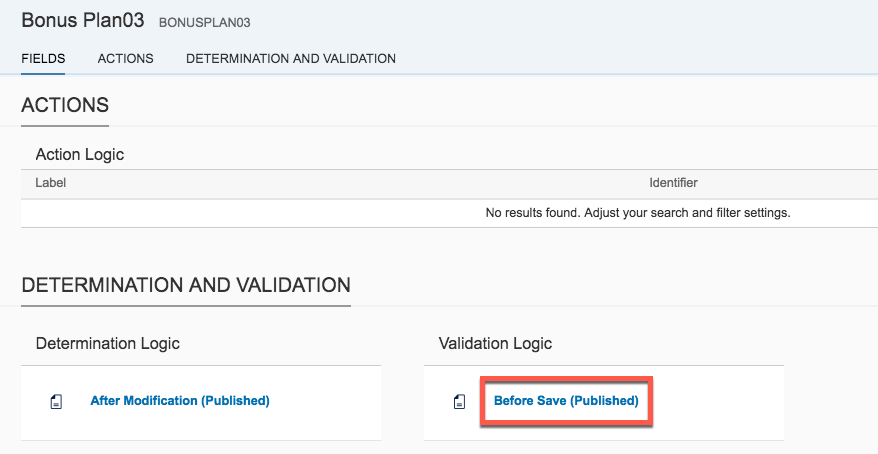 Bonus Plan03 BONUSPLAN03
FIELDS ACTIONS DETERMINATION AND VALIDATION
ACTIONS
Action Logic
Label Identifier
No results found. Adjust your search and filter settings.
DETERMINATION AND VALIDATION
Determination Logic Validation Logic
After Modification (Published) Before Save (Published)